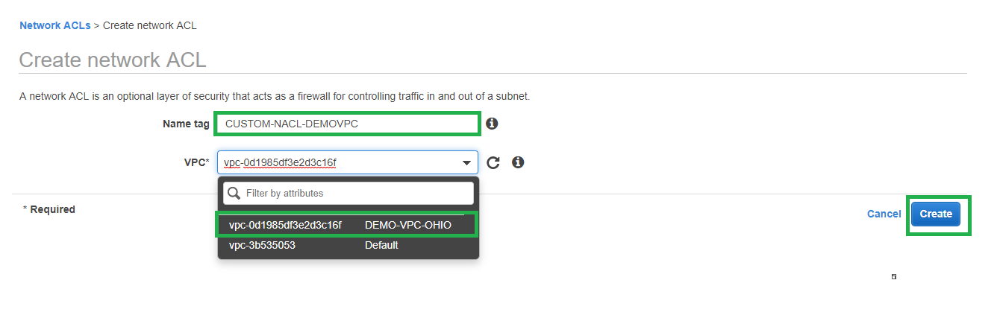 Network ACLs > Create network ACL
Create network ACL
A network ACL is an optional layer of security that acts as a firewall for controlling traffic in and out of a subnet.
Name tag CUSTOM-NACL-DEMOVPC
VPC* vpc-0d1985df3e2d3c16f
Filter by attributes
* Required
Cancel Create
vpc-0d1985df3e2d3c16f DEMO-VPC-OHIO
vpc-3b535053 Default